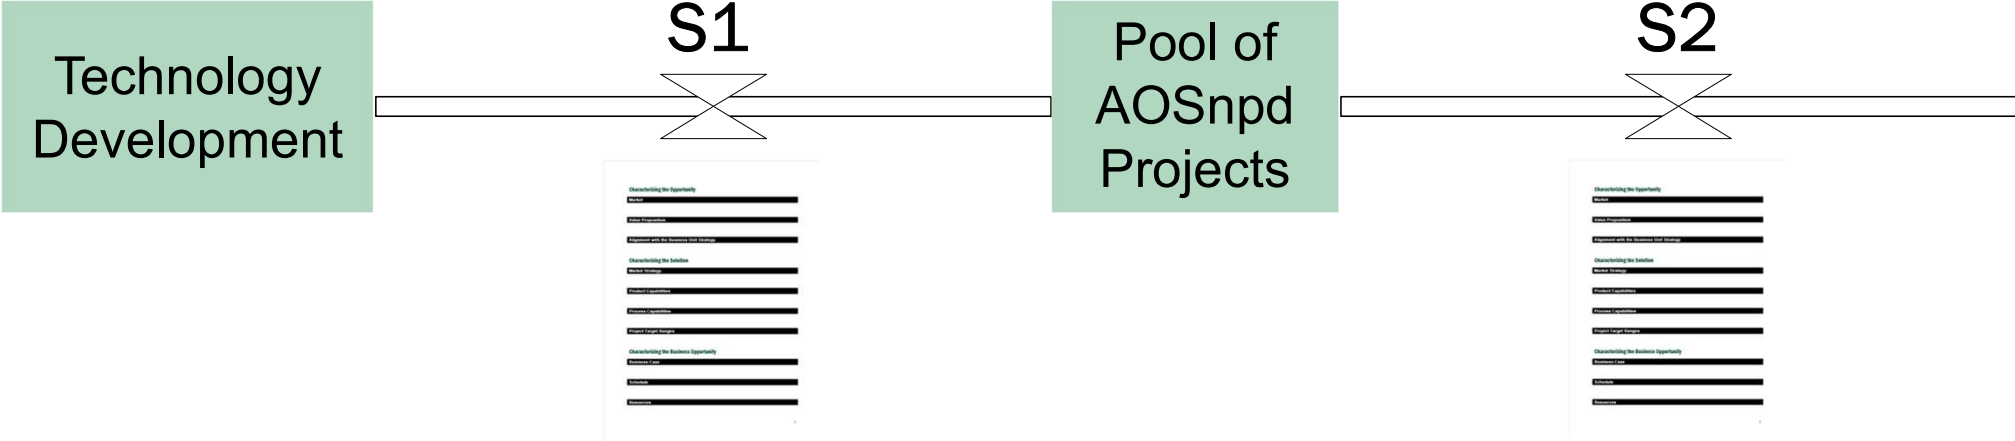 Technology
Development
S1
Pool of
AOSnpd
Projects
S2
Characterizing the Opportunity
Market
Value Proposition
Alignment with the Business Unit Strategy
Characterizing the Solution
Market Strategy
Product Capabilities
Process Capabilities
Project Target Ranges
Characterizing the Business Opportunity
Business Case
Schedule
Resources
Characterizing the Opportunity
Market
Value Proposition
Alignment with the Business Unit Strategy
Characterizing the Solution
Market Strategy
Product Capabilities
Process Capabilities
Project Target Ranges
Characterizing the Business Opportunity
Business Case
Schedule
Resources